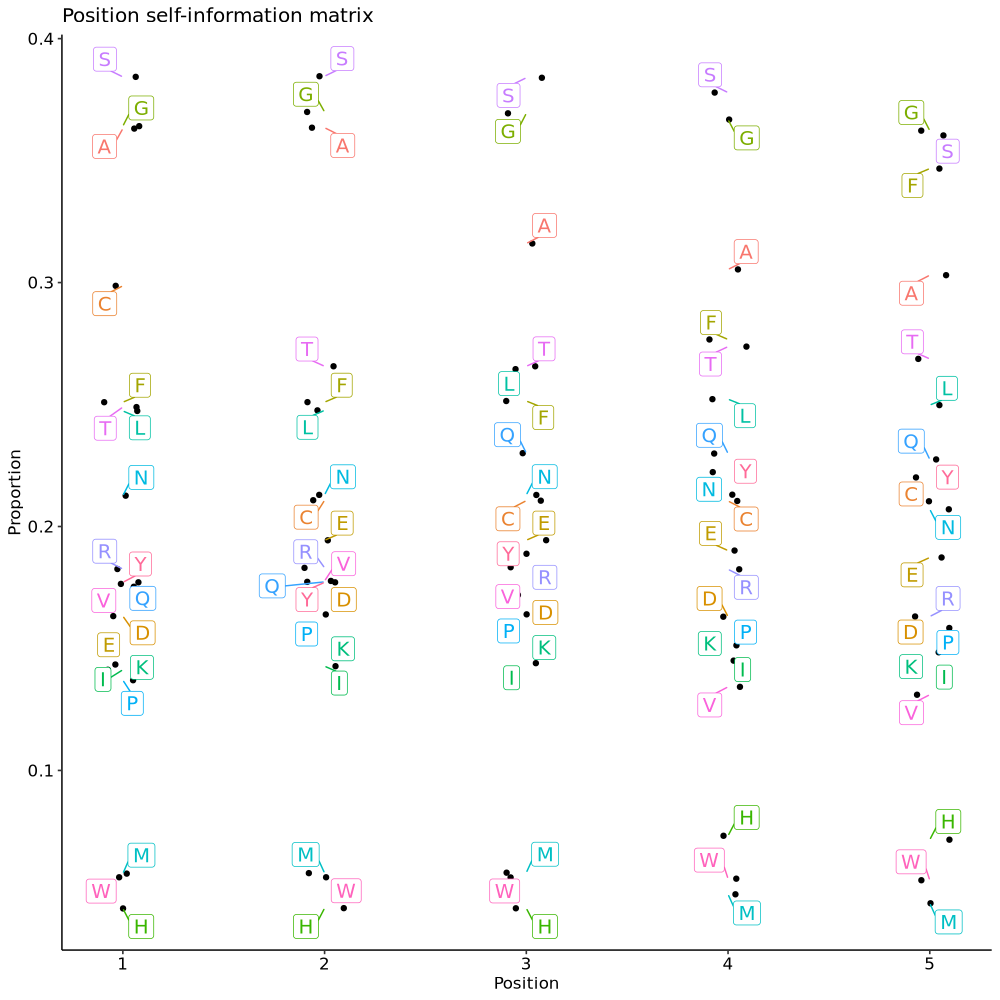 Position self-information matrix
0.4
0.3
0.2
0.1
Proportion
S
G
A
C
F
T
L
N
R
Y
V
Q
D
E
K
I
P
M
W
H
S
G
A
T
F
L
N
C
E
R
V
Q
Y
D
P
K
I
M
W
H
S
G
A
T
L
F
Q
N
C
E
Y
R
V
D
P
K
I
M
W
H
S
G
A
F
T
L
Q
Y
N
C
E
R
D
P
K
I
V
H
W
M
G
S
F
A
T
L
Q
Y
C
N
E
R
D
P
K
I
V
H
W
M
1
2
3
4
5
Position